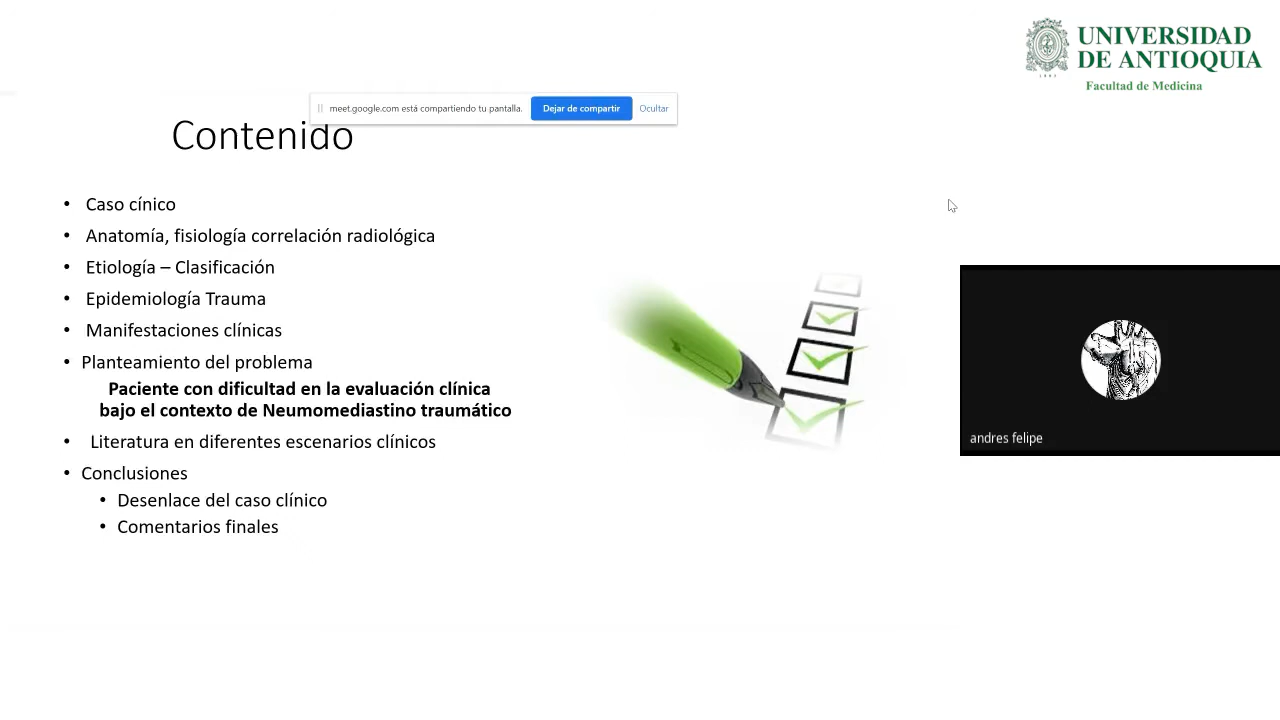 UNIVERSIDAD
DE ANTIOQUIA
1803
Facultad de Medicina
meet.google.com está compartiendo tu pantalla.
Dejar de compartir
Ocultar
Contenido
• Caso cínico
• Anatomía, fisiología correlación radiológica
• Etiología – Clasificación
• Epidemiología Trauma
• Manifestaciones clínicas
• Planteamiento del problema
Paciente con dificultad en la evaluación clínica
bajo el contexto de Neumomediastino traumático
• Literatura en diferentes escenarios clínicos
• Conclusiones
• Desenlace del caso clínico
• Comentarios finales
andres felipe